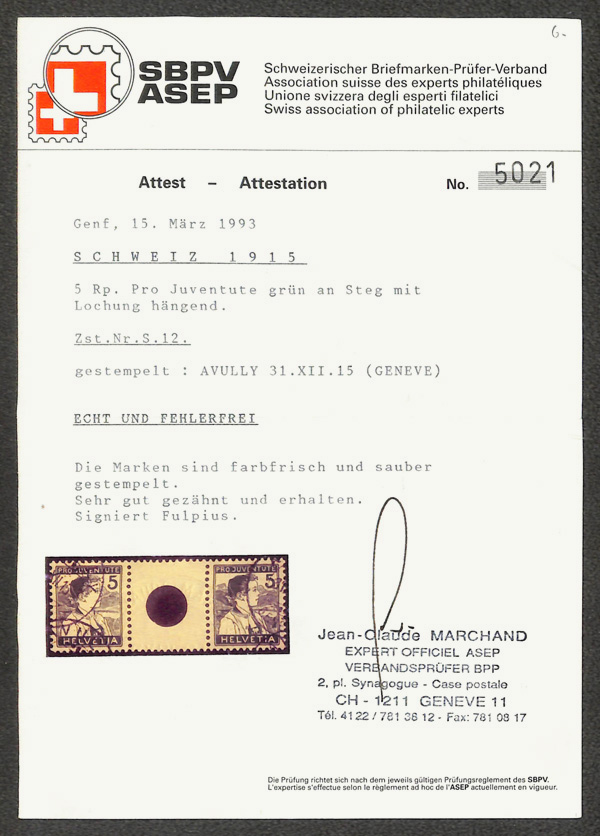 6.-
SBPV
ASEP
Schweizerischer Briefmarken-Prüfer-Verband
Association suisse des experts philatéliques
Unione svizzera degli esperti filatelici
Swiss association of philatelic experts
Attest – Attestation
No. 5021
Genf, 15. März 1993
SCHWEIZ 1915
5 Rp. Pro Juventute grün an Steg mit
Lochung hängend.
Zst.Nr.S.12.
gestempelt : AVULLY 31.XII.15 (GENEVE)
ECHT UND FEHLERFREI
Die Marken sind farbfrisch und sauber
gestempelt.
Sehr gut gezähnt und erhalten.
Signiert Fulpius.
PRO JUVENTUTE PRO JUVENTUTE
5 5
HELVETIA HELVETIA
Jean-Claude MARCHAND
EXPERT OFFICIEL ASEP
VERBANDSPRÜFER BPP
2, pl. Synagogue - Case postale
CH - 1211 GENEVE 11
Tél. 41 22 / 781 36 12 - Fax: 781 08 17
Die Prüfung richtet sich nach dem jeweils gültigen Prüfungsreglement des SBPV.
L'expertise s'effectue selon le règlement ad hoc de l'ASEP actuellement en vigueur.